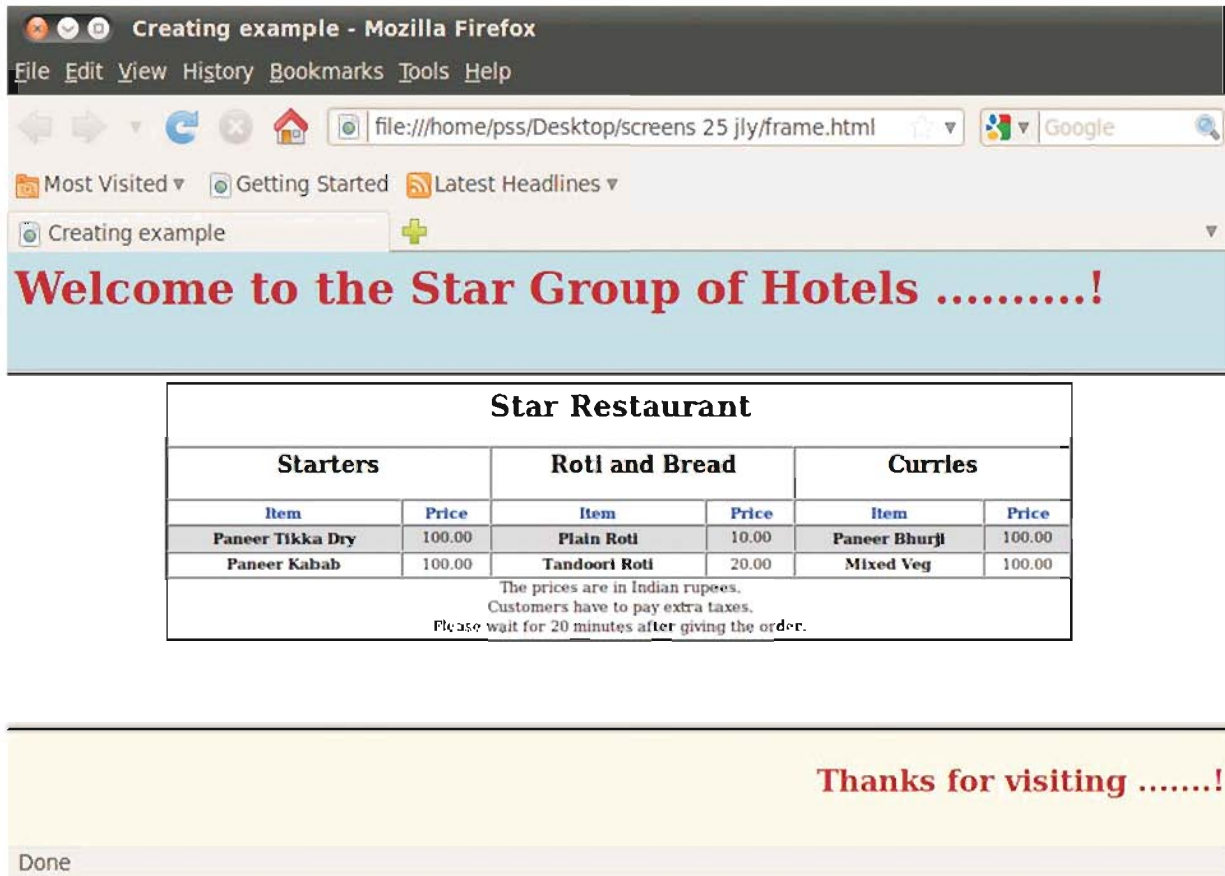 Creating example - Mozilla Firefox
File Edit View History Bookmarks Tools Help
file:///home/pss/Desktop/screens 25 jly/frame.html Google
Most Visited Getting Started Latest Headlines
Creating example
Welcome to the Star Group of Hotels ..........!
Star Restaurant
Starters Roti and Bread Curries
Item Price Item Price Item Price
Paneer Tikka Dry 100.00 Plain Roti 10.00 Paneer Bhurji 100.00
Paneer Kabab 100.00 Tandoori Roti 20.00 Mixed Veg 100.00
The prices are in Indian rupees.
Customers have to pay extra taxes.
Please wait for 20 minutes after giving the order.
Thanks for visiting .......!
Done